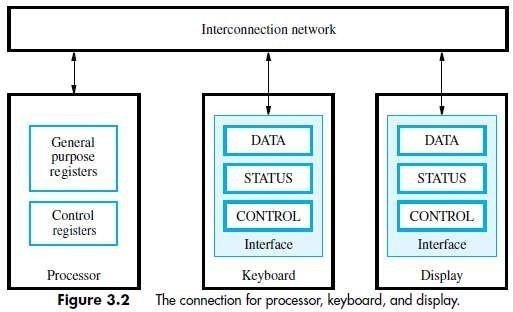 Interconnection network
General
purpose
registers
Control
registers
Processor
DATA
STATUS
CONTROL
Interface
Keyboard
DATA
STATUS
CONTROL
Interface
Display
Figure 3.2 The connection for processor, keyboard, and display.